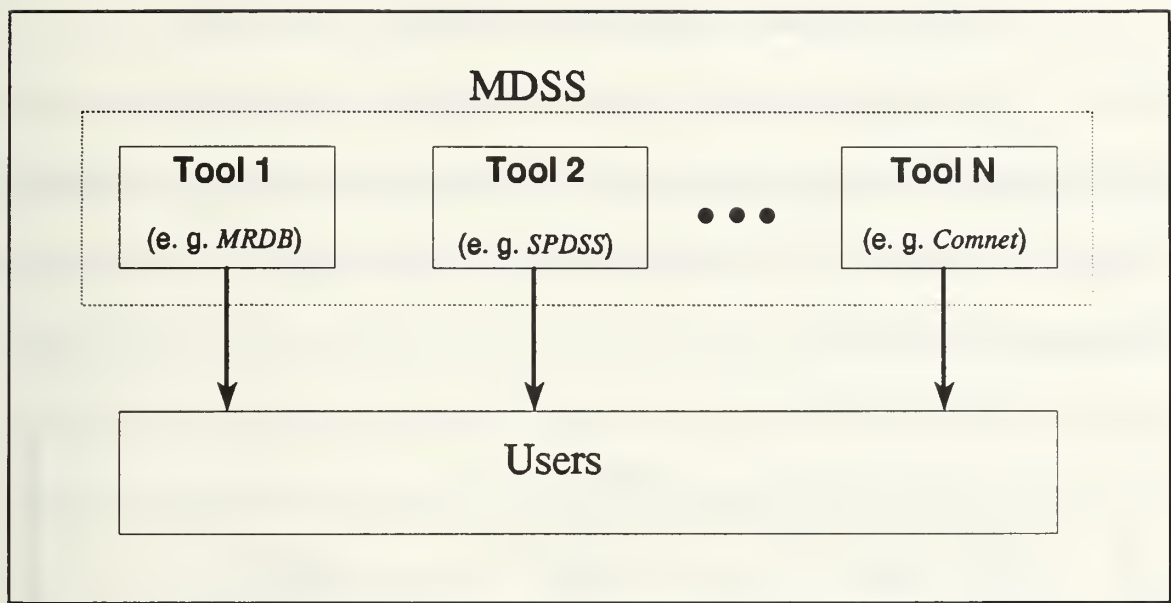 MDSS
Tool 1
(e. g. MRDB)
Tool 2
(e. g. SPDSS)
Tool N
(e. g. Comnet)
Users